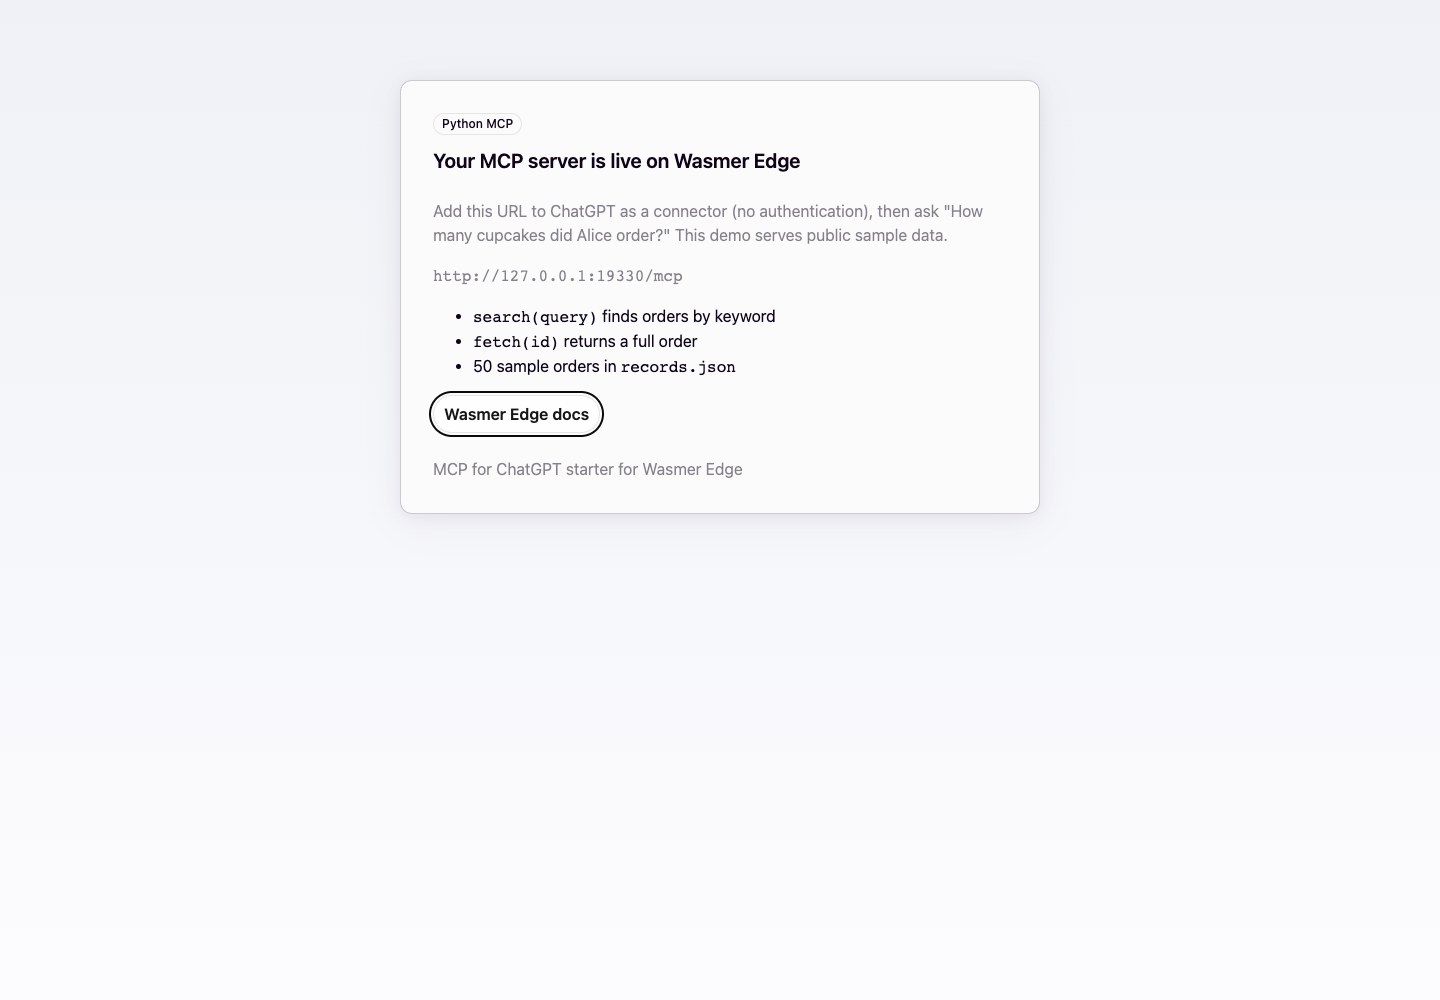 Python MCP
Your MCP server is live on Wasmer Edge
Add this URL to ChatGPT as a connector (no authentication), then ask "How
many cupcakes did Alice order?" This demo serves public sample data.
http://127.0.0.1:19330/mcp
• search(query) finds orders by keyword
• fetch(id) returns a full order
• 50 sample orders in records.json
Wasmer Edge docs
MCP for ChatGPT starter for Wasmer Edge